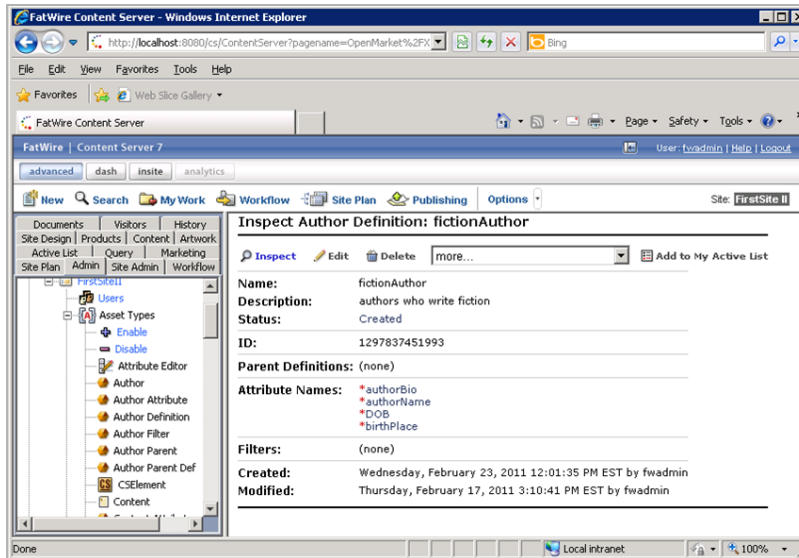 FatWire Content Server - Windows Internet Explorer
http://localhost:8080/cs/ContentServer?pagename=OpenMarket%2FX
Bing
File Edit View Favorites Tools Help
Favorites Web Slice Gallery
FatWire Content Server
Page Safety Tools
FatWire | Content Server 7
User: fwadmin | Help | Logout
advanced dash insite analytics
New Search My Work Workflow Site Plan Publishing Options Site: FirstSite II
Documents Visitors History
Site Design Products Content Artwork
Active List Query Marketing
Site Plan Admin Site Admin Workflow
FirstSiteII
Users
Asset Types
Enable
Disable
Attribute Editor
Author
Author Attribute
Author Definition
Author Filter
Author Parent
Author Parent Def
CS CSElement
Content
Inspect Author Definition: fictionAuthor
Inspect Edit Delete more... Add to My Active List
Name: fictionAuthor
Description: authors who write fiction
Status: Created
ID: 1297837451993
Parent Definitions: (none)
Attribute Names: *authorBio
*authorName
*DOB
*birthPlace
Filters: (none)
Created: Wednesday, February 23, 2011 12:01:35 PM EST by fwadmin
Modified: Thursday, February 17, 2011 3:10:41 PM EST by fwadmin
Done Local intranet 100%